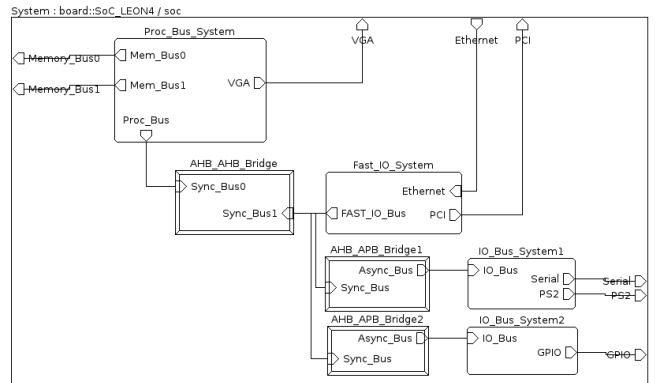 System : board::SoC_LEON4 / soc
Proc_Bus_System
VGA
Ethernet
PCI
Memory_Bus0
Mem_Bus0
Memory_Bus1
Mem_Bus1
VGA
Proc_Bus
AHB_AHB_Bridge
Fast_IO_System
Sync_Bus0
Ethernet
Sync_Bus1
FAST_IO_Bus
PCI
AHB_APB_Bridge1
IO_Bus_System1
Async_Bus
IO_Bus
Serial
Serial
Sync_Bus
PS2
PS2
AHB_APB_Bridge2
IO_Bus_System2
Async_Bus
IO_Bus
GPIO
GPIO
Sync_Bus